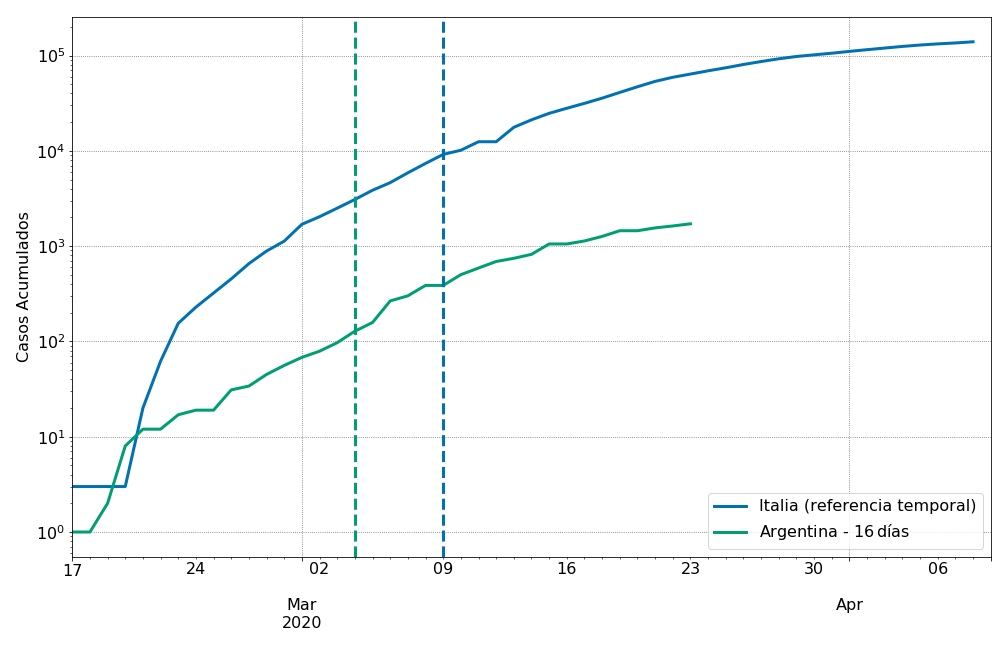 Casos Acumulados
10^5
10^4
10^3
10^2
10^1
10^0
Italia (referencia temporal)
Argentina - 16 días
17 24 02 09 16 23 30 06
Mar Apr
2020